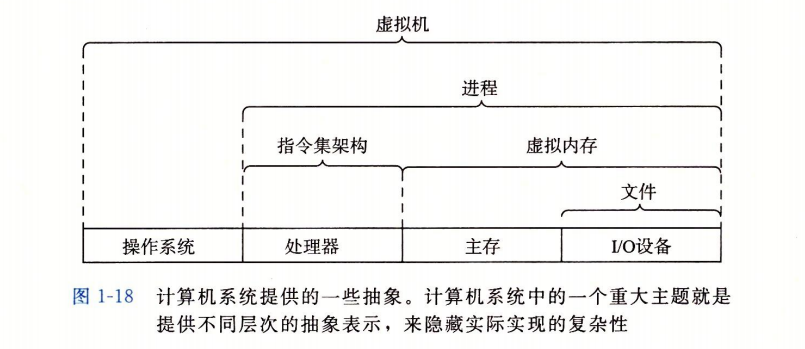 虚拟机
进程
指令集架构 虚拟内存
文件
操作系统 处理器 主存 I/O设备
图 1-18 计算机系统提供的一些抽象。计算机系统中的一个重大主题就是
提供不同层次的抽象表示，来隐藏实际实现的复杂性